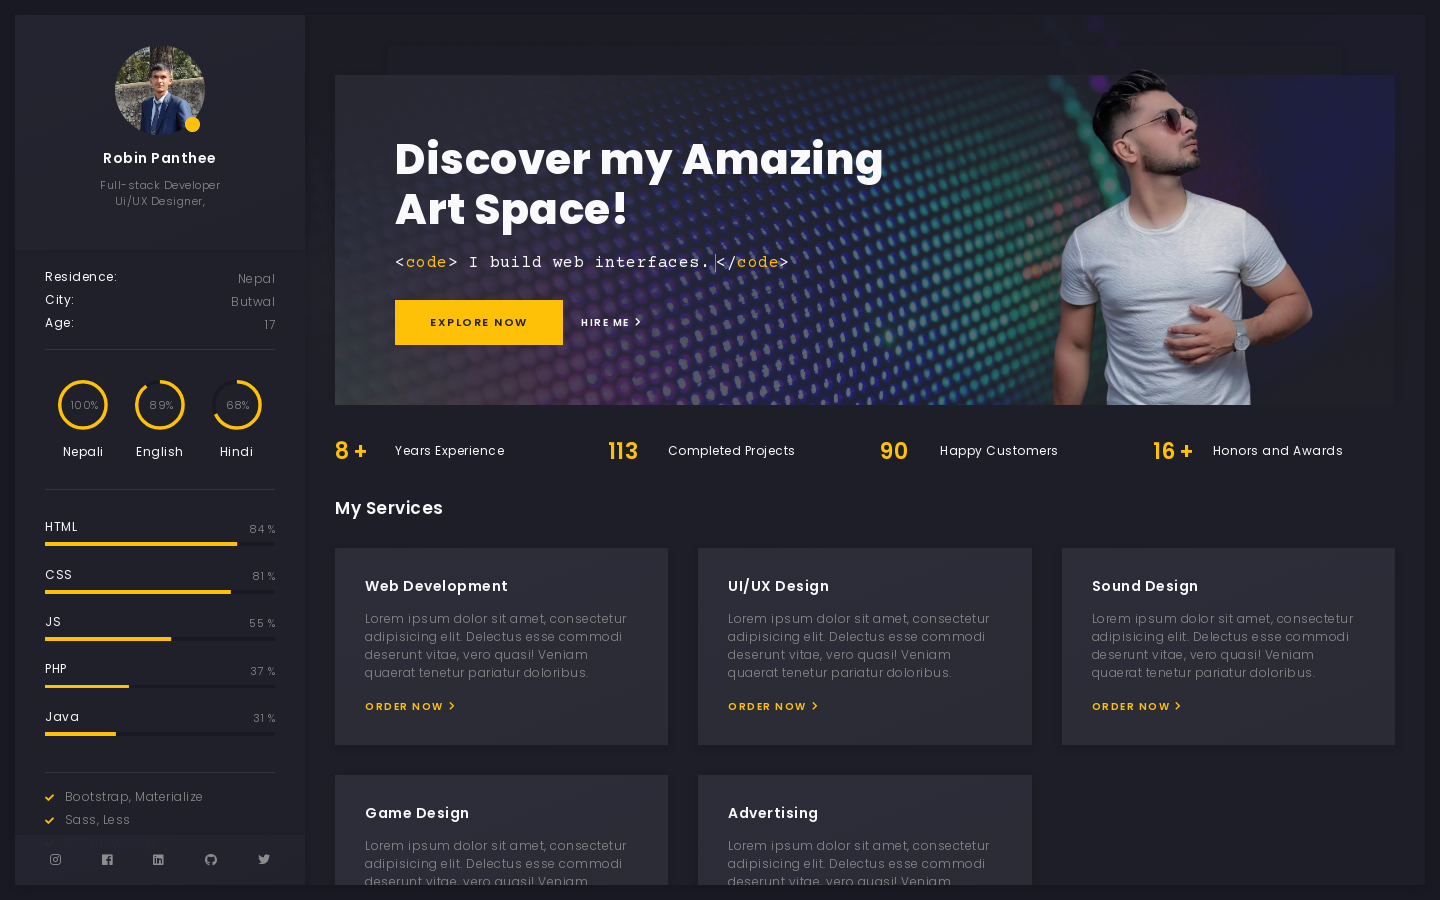 Robin Panthee
Full-stack Developer
Ui/UX Designer,
Residence: Nepal
City: Butwal
Age: 17
100% 89% 68%
Nepali English Hindi
HTML 84 %
CSS 81 %
JS 55 %
PHP 37 %
Java 31 %
Bootstrap, Materialize
Sass, Less
Discover my Amazing
Art Space!
<code> I build web interfaces. </code>
EXPLORE NOW HIRE ME
8 + Years Experience 113 Completed Projects 90 Happy Customers 16 + Honors and Awards
My Services
Web Development
Lorem ipsum dolor sit amet, consectetur
adipisicing elit. Delectus esse commodi
deserunt vitae, vero quasi! Veniam
quaerat tenetur pariatur doloribus.
ORDER NOW
UI/UX Design
Lorem ipsum dolor sit amet, consectetur
adipisicing elit. Delectus esse commodi
deserunt vitae, vero quasi! Veniam
quaerat tenetur pariatur doloribus.
ORDER NOW
Sound Design
Lorem ipsum dolor sit amet, consectetur
adipisicing elit. Delectus esse commodi
deserunt vitae, vero quasi! Veniam
quaerat tenetur pariatur doloribus.
ORDER NOW
Game Design
Lorem ipsum dolor sit amet, consectetur
adipisicing elit. Delectus esse commodi
deserunt vitae, vero quasi! Veniam
Advertising
Lorem ipsum dolor sit amet, consectetur
adipisicing elit. Delectus esse commodi
deserunt vitae, vero quasi! Veniam